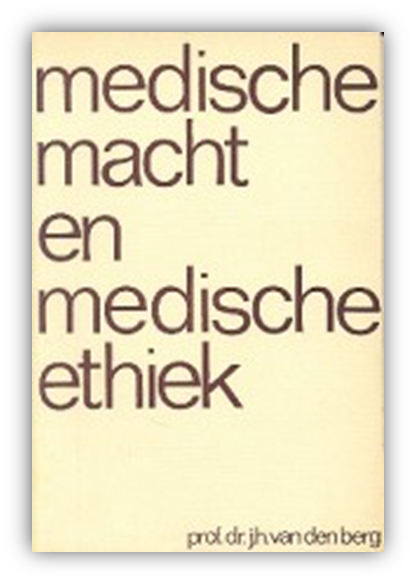 medische
macht
en
medische
ethiek
prof. dr. j.h. van den berg